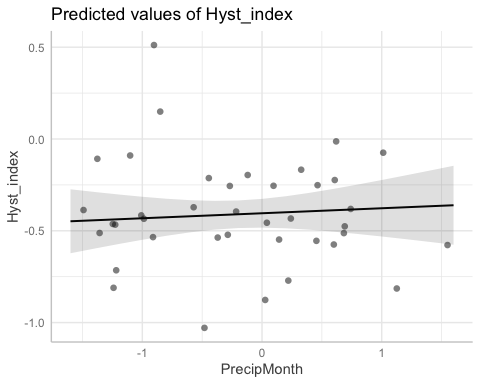 Predicted values of Hyst_index
0.5
0.0
-0.5
-1.0
Hyst_index
-1
0
1
PrecipMonth